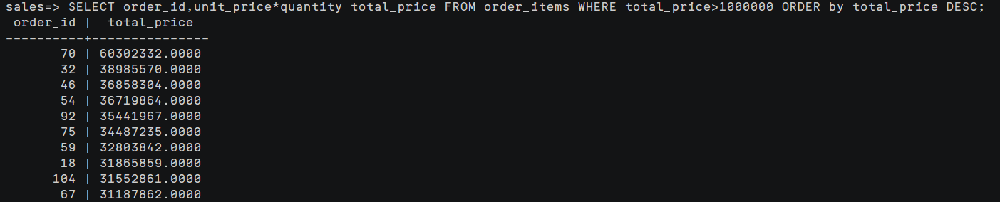 sales=> SELECT order_id,unit_price*quantity total_price FROM order_items WHERE total_price>1000000 ORDER by total_price DESC;
 order_id |  total_price
----------+---------------
       70 | 60302332.0000
       32 | 38985570.0000
       46 | 36858304.0000
       54 | 36719864.0000
       92 | 35441967.0000
       75 | 34487235.0000
       59 | 32803842.0000
       18 | 31865859.0000
      104 | 31552861.0000
       67 | 31187862.0000